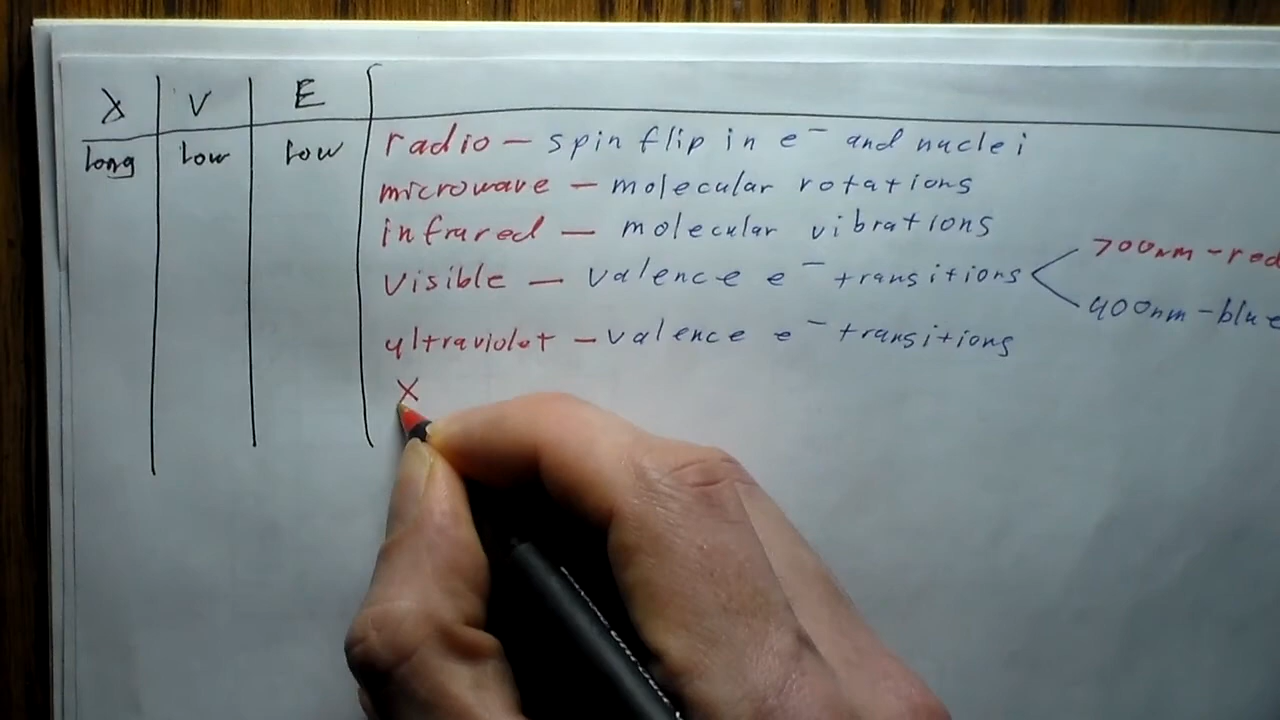 λ ν E
long low low radio — spin flip in e⁻ and nuclei
microwave — molecular rotations
infrared — molecular vibrations
visible — valence e⁻ transitions
700nm - red
400nm - blue
ultraviolet — valence e⁻ transitions
X